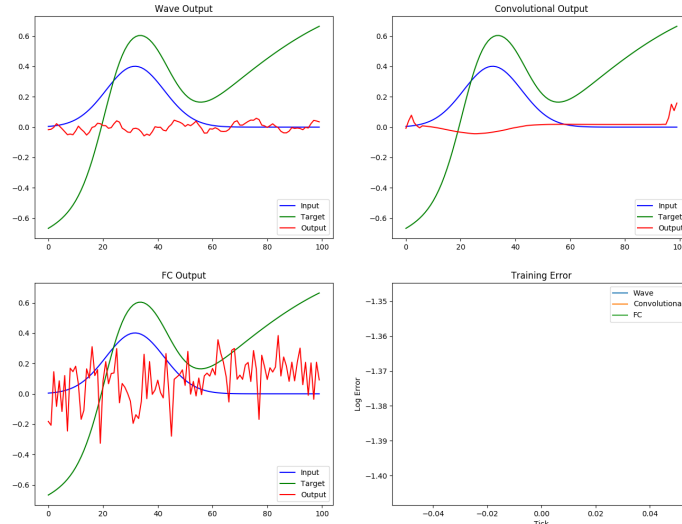 Wave Output
0.6
0.4
0.2
0.0
−0.2
−0.4
−0.6
0
20
40
60
80
100
Input
Target
Output
Convolutional Output
0.6
0.4
0.2
0.0
−0.2
−0.4
−0.6
0
20
40
60
80
Input
Target
Output
FC Output
0.6
0.4
0.2
0.0
−0.2
−0.4
−0.6
0
20
40
60
80
100
Input
Target
Output
Training Error
Log Error
−1.35
−1.36
−1.37
−1.38
−1.39
−1.40
−0.04
−0.02
0.00
0.02
0.04
Wave
Convolutional
FC